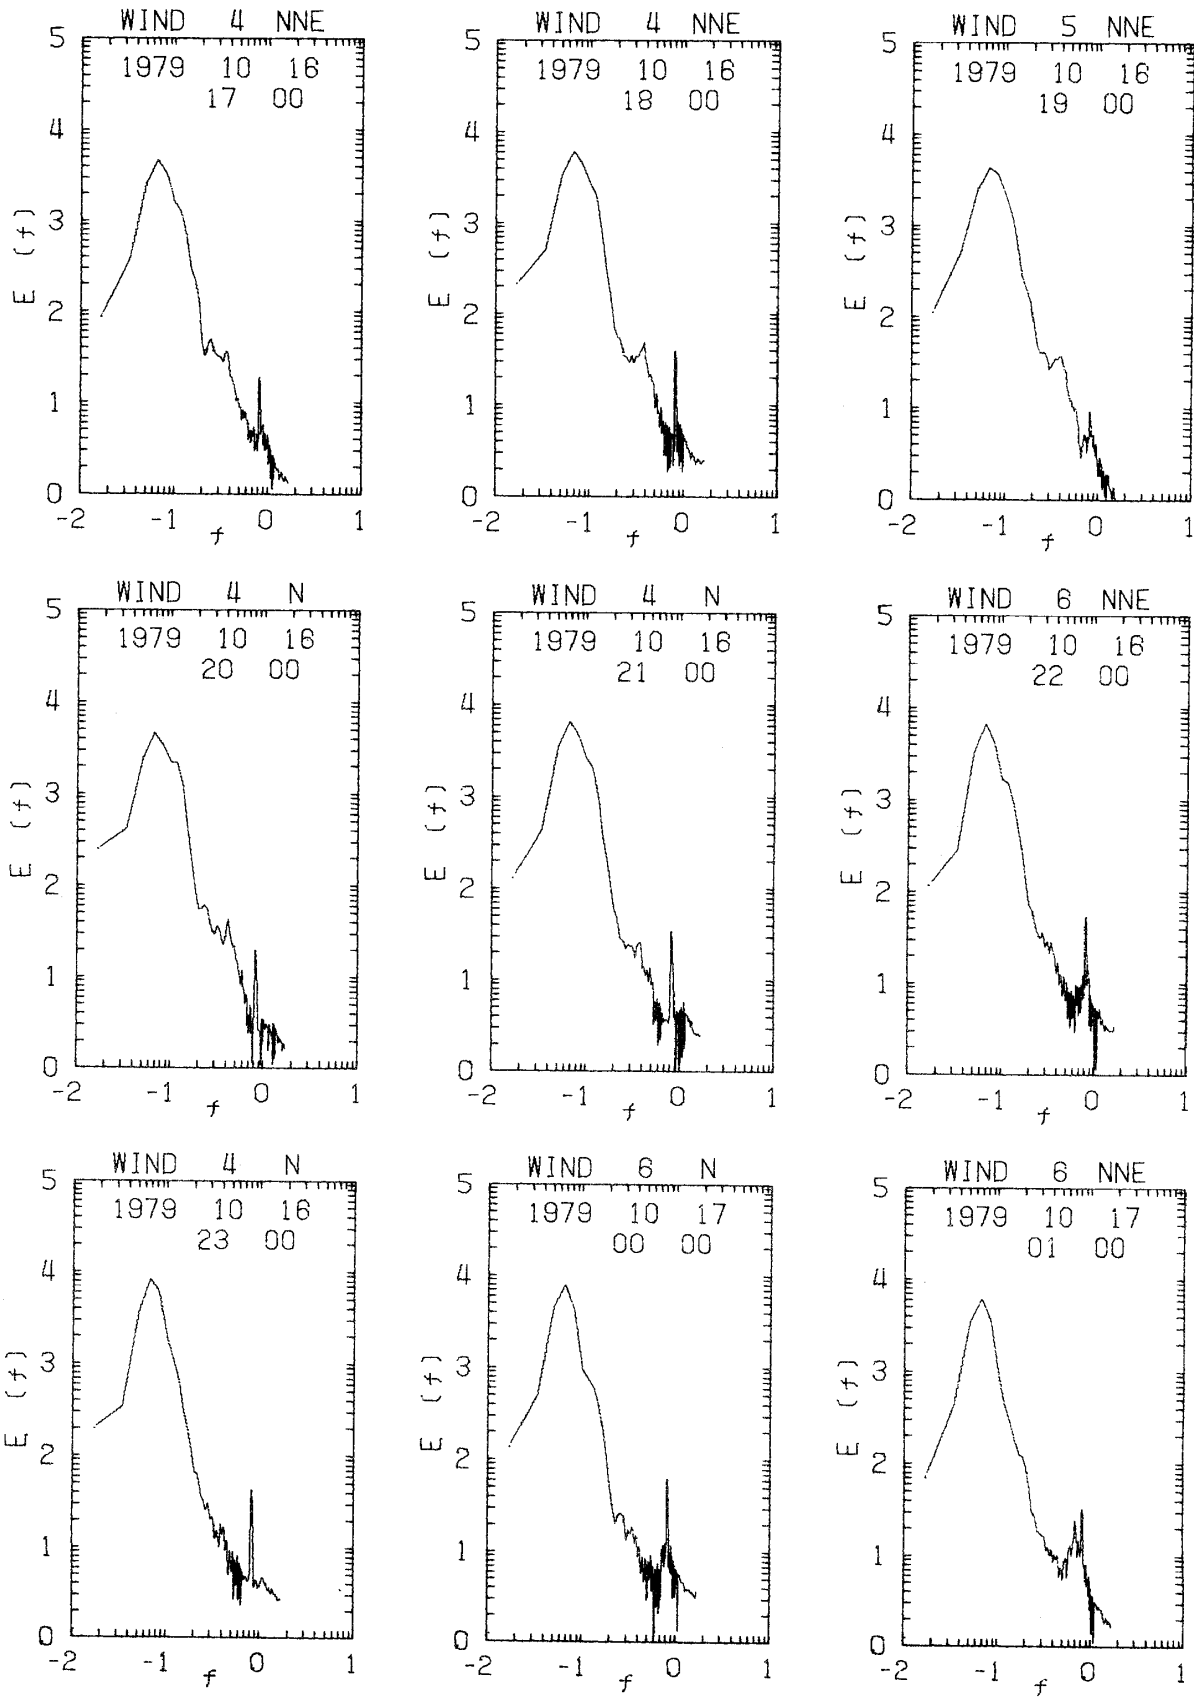 WIND 4 NNE
5
1979 10 16
17 00
4
3
E (f)
2
1
0
-2 -1 0 1
f
WIND 4 NNE
5
1979 10 16
18 00
4
3
E (f)
2
1
0
-2 -1 0 1
f
WIND 5 NNE
5
1979 10 16
19 00
4
3
E (f)
2
1
0
-2 -1 0 1
f
WIND 4 N
5
1979 10 16
20 00
4
3
E (f)
2
1
0
-2 -1 0 1
f
WIND 4 N
5
1979 10 16
21 00
4
3
E (f)
2
1
0
-2 -1 0 1
f
WIND 6 NNE
5
1979 10 16
22 00
4
3
E (f)
2
1
0
-2 -1 0 1
f
WIND 4 N
5
1979 10 16
23 00
4
3
E (f)
2
1
0
-2 -1 0 1
f
WIND 6 N
5
1979 10 17
00 00
4
3
E (f)
2
1
0
-2 -1 0 1
f
WIND 6 NNE
5
1979 10 17
01 00
4
3
E (f)
2
1
0
-2 -1 0 1
f